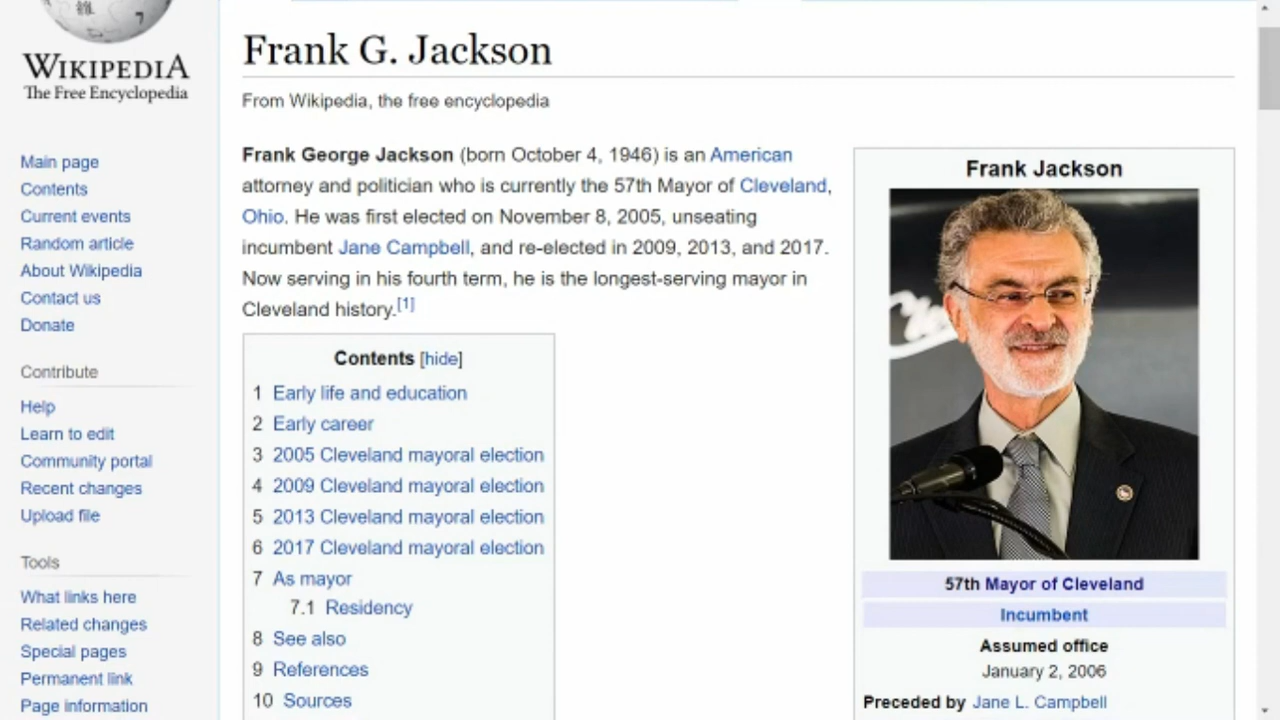 WIKIPEDIA
The Free Encyclopedia
Main page
Contents
Current events
Random article
About Wikipedia
Contact us
Donate
Contribute
Help
Learn to edit
Community portal
Recent changes
Upload file
Tools
What links here
Related changes
Special pages
Permanent link
Page information
Frank G. Jackson
From Wikipedia, the free encyclopedia
Frank George Jackson (born October 4, 1946) is an American
attorney and politician who is currently the 57th Mayor of Cleveland,
Ohio. He was first elected on November 8, 2005, unseating
incumbent Jane Campbell, and re-elected in 2009, 2013, and 2017.
Now serving in his fourth term, he is the longest-serving mayor in
Cleveland history.[1]
Contents [hide]
1 Early life and education
2 Early career
3 2005 Cleveland mayoral election
4 2009 Cleveland mayoral election
5 2013 Cleveland mayoral election
6 2017 Cleveland mayoral election
7 As mayor
7.1 Residency
8 See also
9 References
10 Sources
Frank Jackson
57th Mayor of Cleveland
Incumbent
Assumed office
January 2, 2006
Preceded by Jane L. Campbell